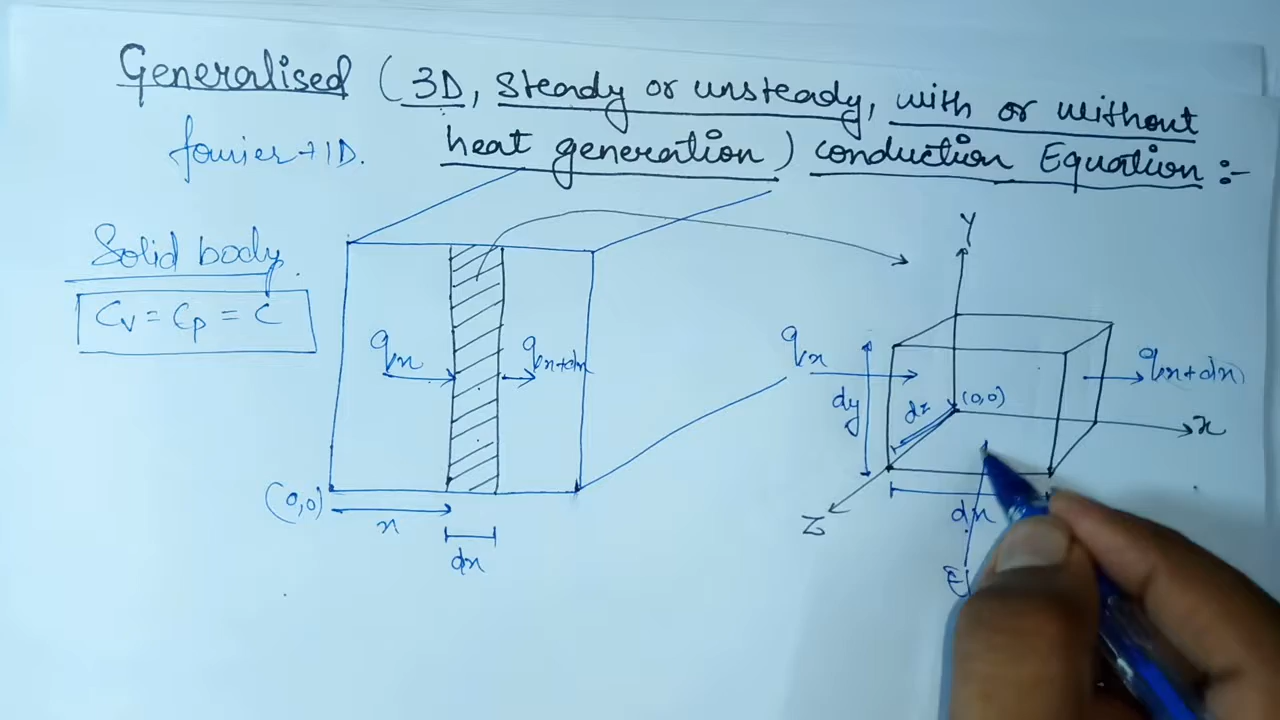 Generalised (3D, steady or unsteady, with or without
fourier → 1D. heat generation) conduction Equation :-
Solid body.
Cv = Cp = C
qx
qx+dx
(0,0)
x
dx
Y
qx
qx+dx
dy
dz
(0,0)
x
Z
dx